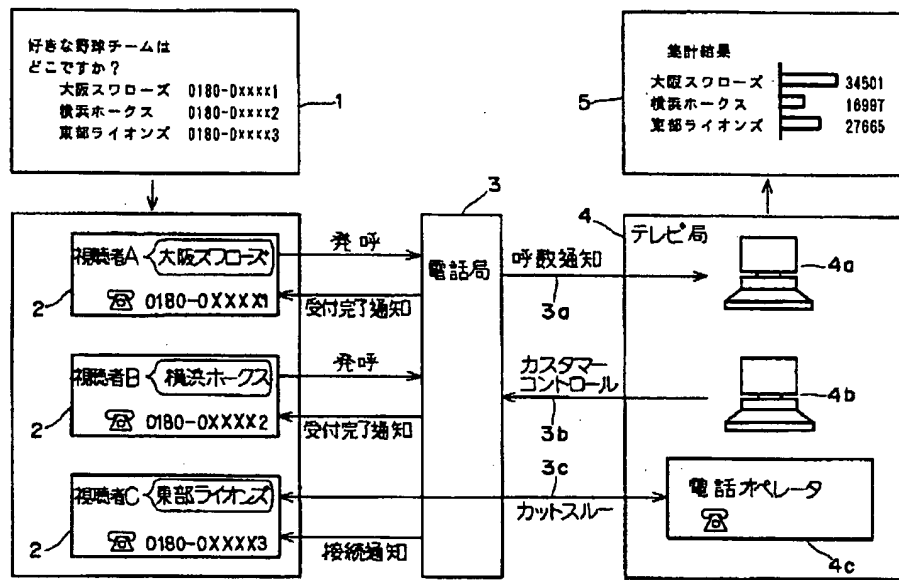 好きな野球チームは
どこですか？
大阪スワローズ 0180-0xxxx1
横浜ホークス 0180-0xxxx2
東部ライオンズ 0180-0xxxx3
1
集計結果
大阪スワローズ 34501
横浜ホークス 16997
東部ライオンズ 27665
5
視聴者A 大阪スワローズ
☎ 0180-0XXXX1
2
視聴者B 横浜ホークス
☎ 0180-0XXXX2
2
視聴者C 東部ライオンズ
☎ 0180-0XXXX3
2
発呼
受付完了通知
発呼
受付完了通知
接続通知
3
電話局
呼数通知
3a
カスタマー
コントロール
3b
3c
カットスルー
4
テレビ局
4a
4b
電話オペレータ
☎
4c